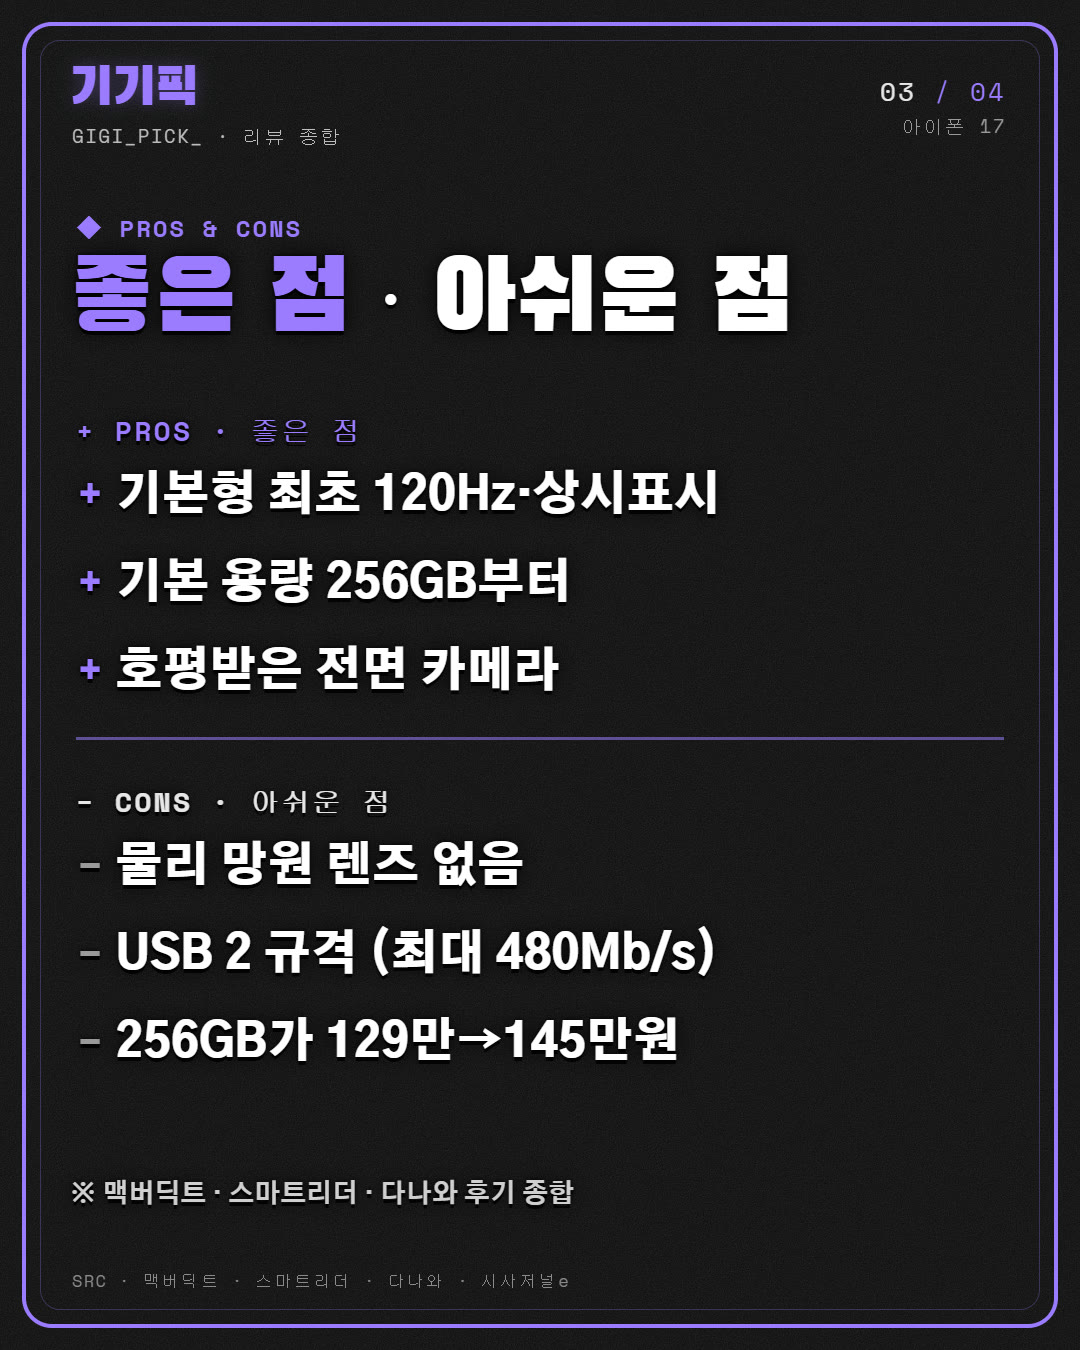 기기픽
03 / 04
GIGI_PICK_ · 리뷰 종합
아이폰 17
◆ PROS & CONS
좋은 점 · 아쉬운 점
+ PROS · 좋은 점
+ 기본형 최초 120Hz·상시표시
+ 기본 용량 256GB부터
+ 호평받은 전면 카메라
- CONS · 아쉬운 점
– 물리 망원 렌즈 없음
– USB 2 규격 (최대 480Mb/s)
– 256GB가 129만→145만원
※ 맥버딕트 · 스마트리더 · 다나와 후기 종합
SRC · 맥버딕트 · 스마트리더 · 다나와 · 시사저널e